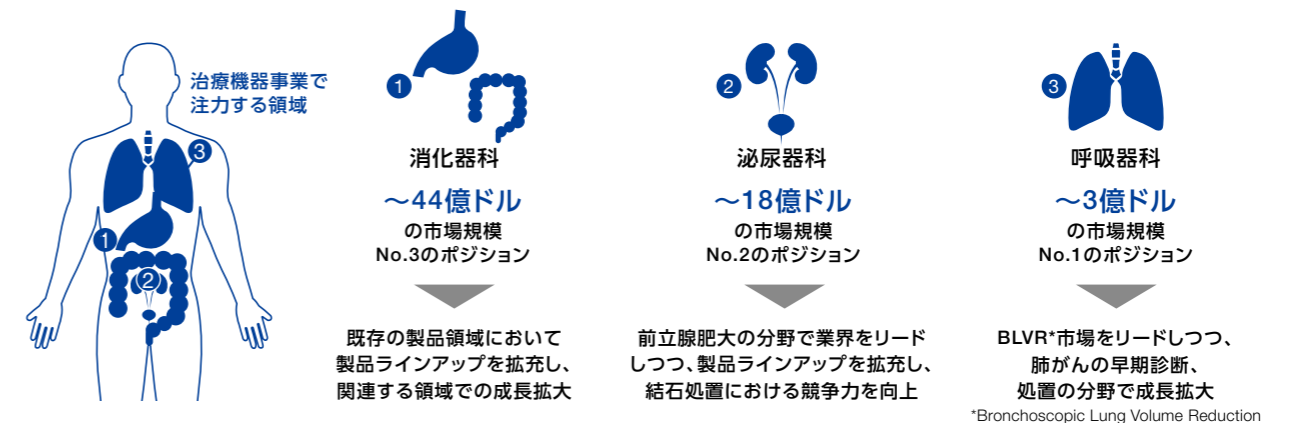 治療機器事業で
注力する領域
3
1
2
1
消化器科
～44億ドル
の市場規模
No.3のポジション
既存の製品領域において
製品ラインアップを拡充し、
関連する領域での成長拡大
2
泌尿器科
～18億ドル
の市場規模
No.2のポジション
前立腺肥大の分野で業界をリード
しつつ、製品ラインアップを拡充し、
結石処置における競争力を向上
3
呼吸器科
～3億ドル
の市場規模
No.1のポジション
BLVR*市場をリードしつつ、
肺がんの早期診断、
処置の分野で成長拡大
*Bronchoscopic Lung Volume Reduction